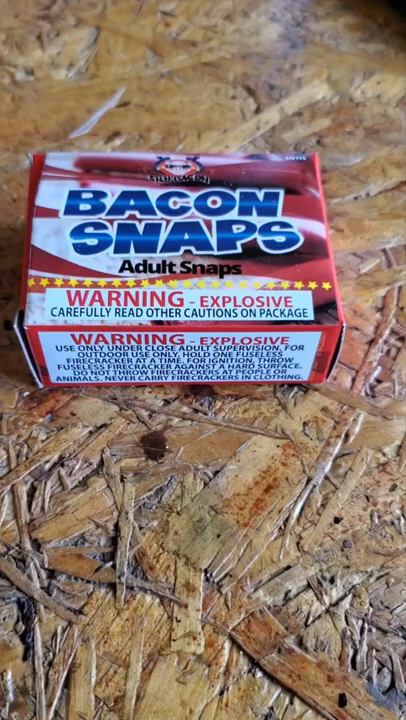 BACON
SNAPS
Adult Snaps
WARNING - EXPLOSIVE
CAREFULLY READ OTHER CAUTIONS ON PACKAGE
WARNING - EXPLOSIVE
USE ONLY UNDER CLOSE ADULT SUPERVISION, FOR
OUTDOOR USE ONLY, HOLD ONE FUSELESS
FIRECRACKER AT A TIME. FOR IGNITION, THROW
FUSELESS FIRECRACKER AGAINST A HARD SURFACE.
DO NOT THROW FIRECRACKERS AT PEOPLE OR
ANIMALS. NEVER CARRY FIRECRACKERS IN CLOTHING.